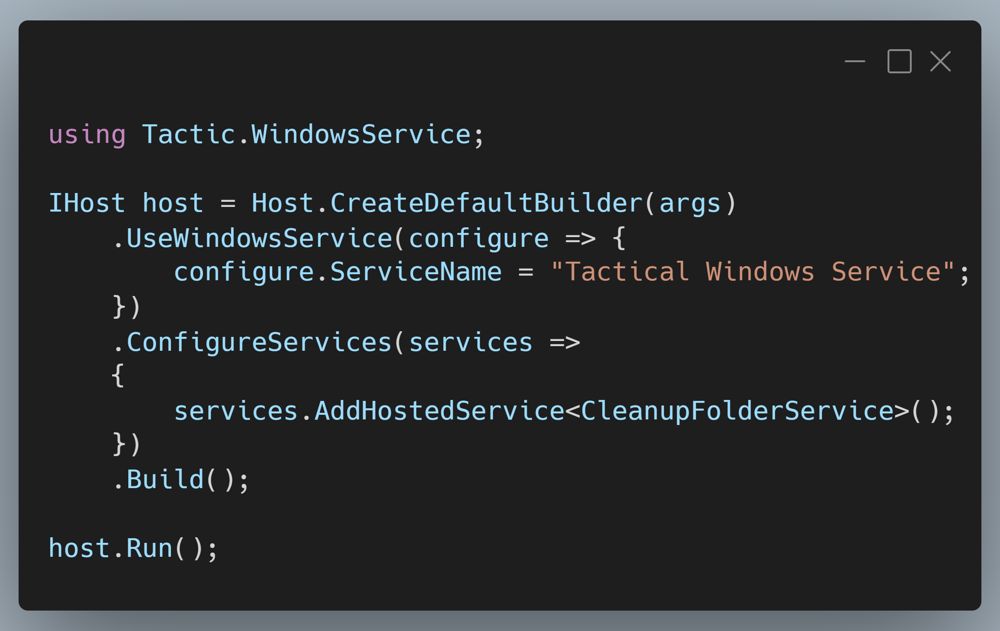 using Tactic.WindowsService;

IHost host = Host.CreateDefaultBuilder(args)
    .UseWindowsService(configure => {
        configure.ServiceName = "Tactical Windows Service";
    })
    .ConfigureServices(services =>
    {
        services.AddHostedService<CleanupFolderService>();
    })
    .Build();

host.Run();